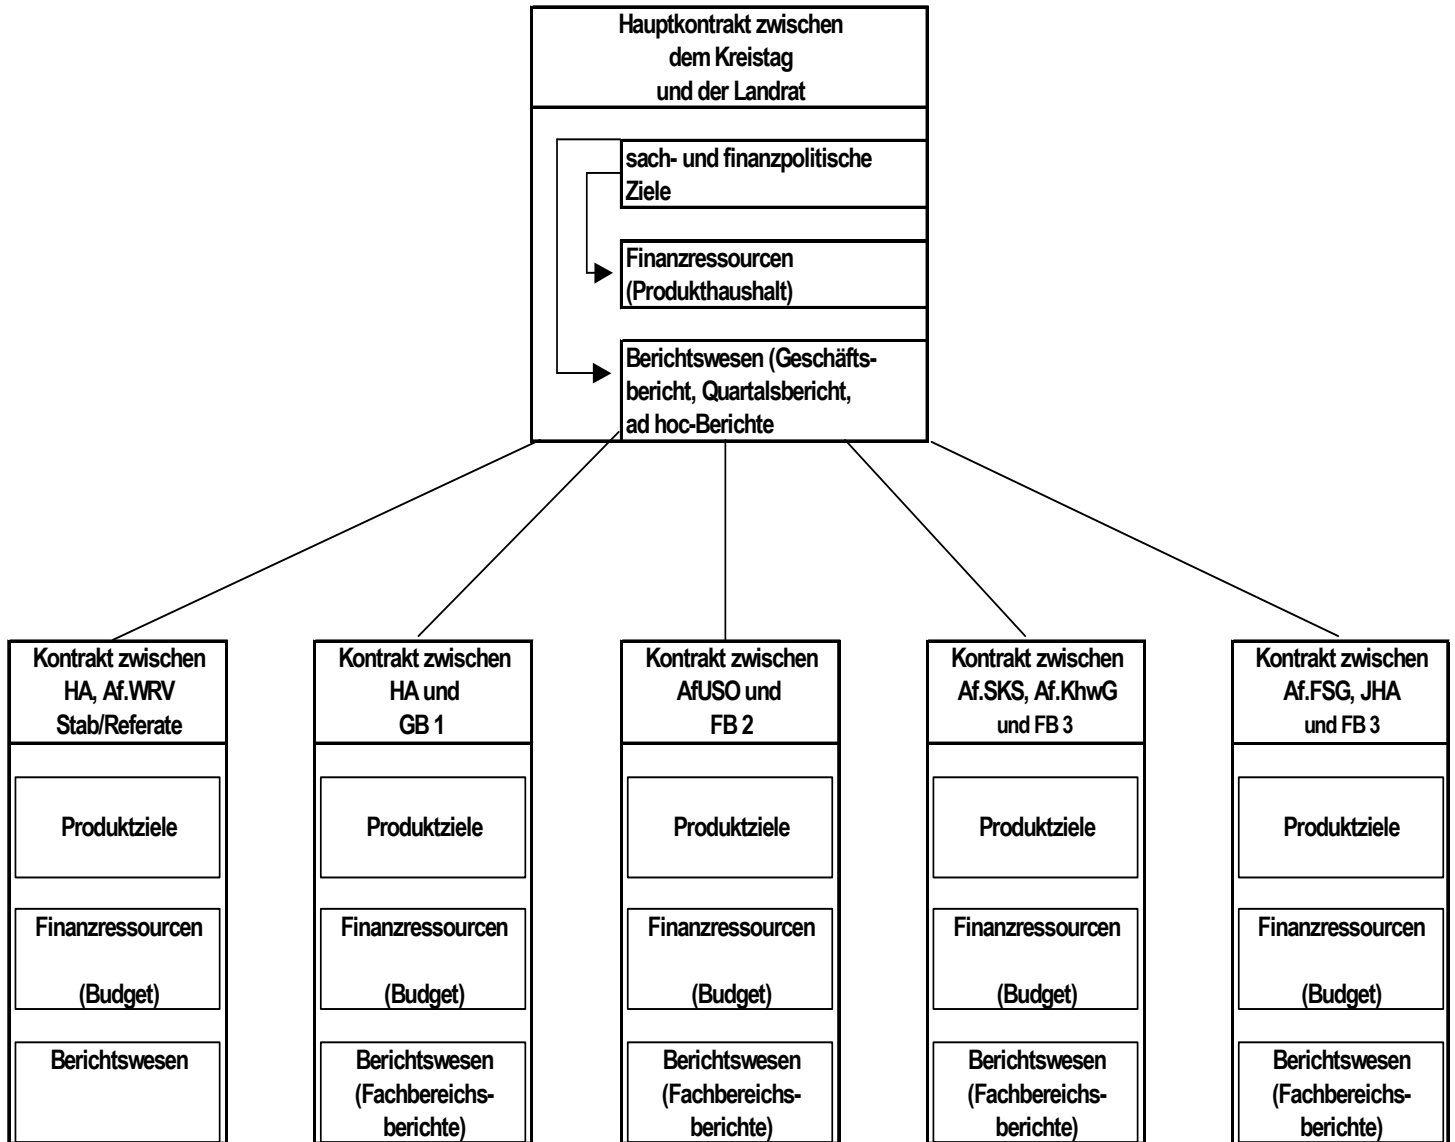 Hauptkontrakt zwischen
dem Kreistag
und der Landrat
sach- und finanzpolitische
Ziele
Finanzressourcen
(Produkthaushalt)
Berichtswesen (Geschäfts-
bericht, Quartalsbericht,
ad hoc-Berichte
Kontrakt zwischen
HA, Af.WRV
Stab/Referate
Produktziele
Finanzressourcen
(Budget)
Berichtswesen
Kontrakt zwischen
HA und
GB 1
Produktziele
Finanzressourcen
(Budget)
Berichtswesen
(Fachbereichs-
berichte)
Kontrakt zwischen
AfUSO und
FB 2
Produktziele
Finanzressourcen
(Budget)
Berichtswesen
(Fachbereichs-
berichte)
Kontrakt zwischen
Af.SKS, Af.KhwG
und FB 3
Produktziele
Finanzressourcen
(Budget)
Berichtswesen
(Fachbereichs-
berichte)
Kontrakt zwischen
Af.FSG, JHA
und FB 3
Produktziele
Finanzressourcen
(Budget)
Berichtswesen
(Fachbereichs-
berichte)